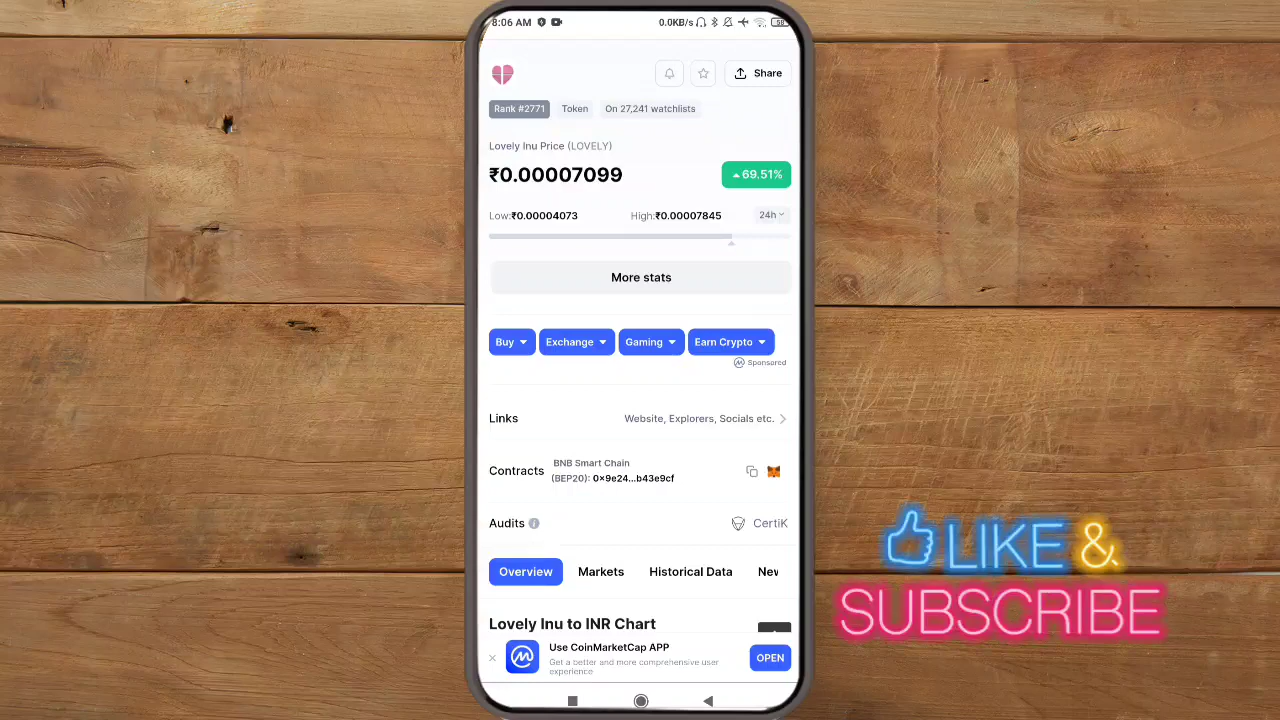 8:06 AM 0.0KB/s 58
Share
Rank #2771 Token On 27,241 watchlists
Lovely Inu Price (LOVELY)
₹0.00007099 69.51%
Low:₹0.00004073 High:₹0.00007845 24h
More stats
Buy Exchange Gaming Earn Crypto
Sponsored
Links Website, Explorers, Socials etc.
Contracts BNB Smart Chain
(BEP20): 0x9e24...b43e9cf
Audits CertiK
Overview Markets Historical Data Nev
Lovely Inu to INR Chart
Use CoinMarketCap APP
Get a better and more comprehensive user
experience
OPEN
LIKE &
SUBSCRIBE